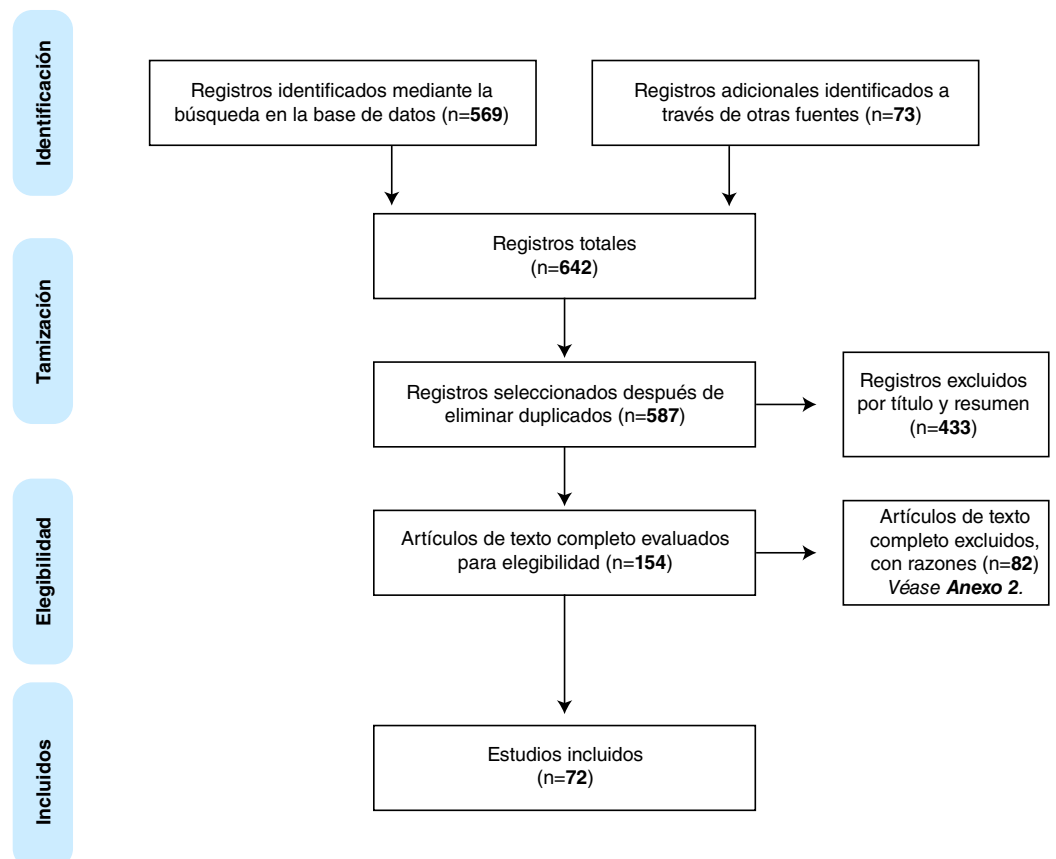 Identificación
Registros identificados mediante la
búsqueda en la base de datos (n=569)
Registros adicionales identificados a
través de otras fuentes (n=73)
Tamización
Registros totales
(n=642)
Registros seleccionados después de
eliminar duplicados (n=587)
Registros excluidos
por título y resumen
(n=433)
Elegibilidad
Artículos de texto completo evaluados
para elegibilidad (n=154)
Artículos de texto
completo excluidos,
con razones (n=82)
Véase Anexo 2.
Incluidos
Estudios incluidos
(n=72)